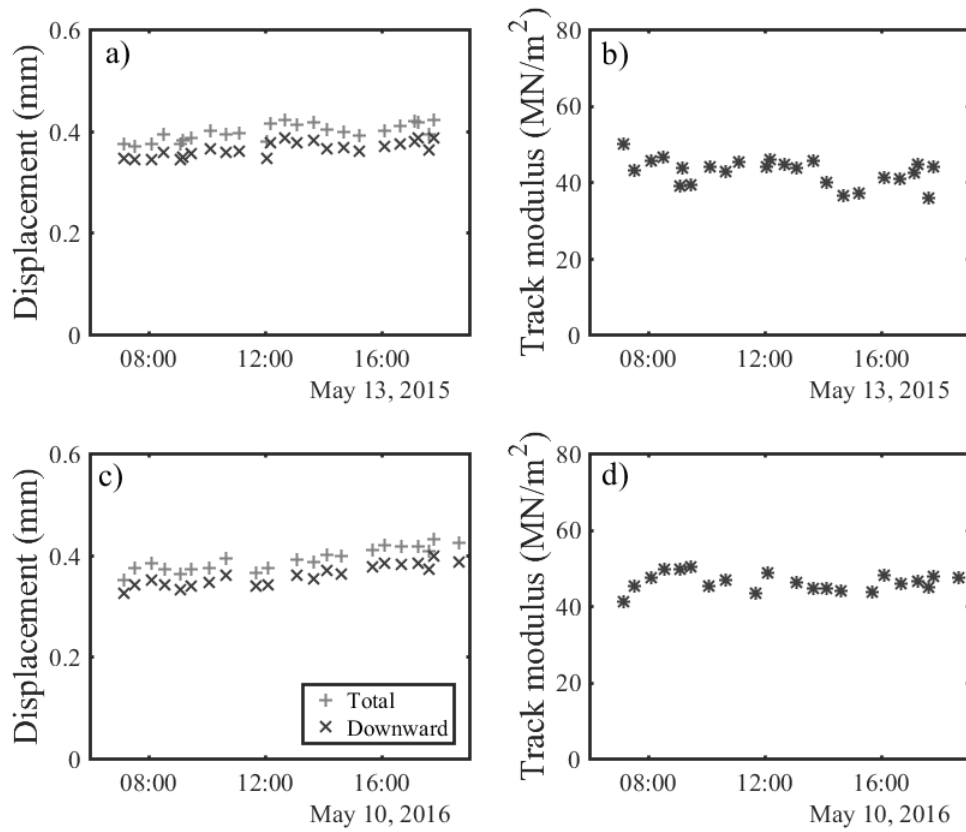 a)
Displacement (mm)
0.6
0.4
0.2
0
08:00 12:00 16:00
May 13, 2015
b)
Track modulus (MN/m²)
80
60
40
20
0
08:00 12:00 16:00
May 13, 2015
c)
Displacement (mm)
0.6
0.4
0.2
0
Total
Downward
08:00 12:00 16:00
May 10, 2016
d)
Track modulus (MN/m²)
80
60
40
20
0
08:00 12:00 16:00
May 10, 2016